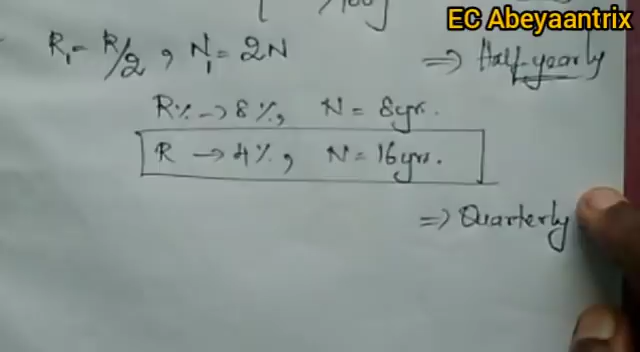 EC Abeyaantrix
R₁ = R/2 , N₁ = 2N ⇒ Half-yearly
R% → 8%, N = 8yrs.
R → 4%, N = 16yrs.
⇒ Quarterly